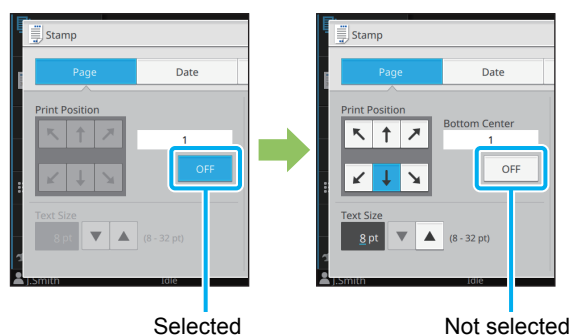 Stamp
Page Date
Print Position
1
OFF
Text Size
8 pt ▼ ▲ (8 - 32 pt)
J.Smith Idle
Selected
Stamp
Page Date
Print Position
Bottom Center
1
OFF
Text Size
8 pt ▼ ▲ (8 - 32 pt)
J.Smith Idle
Not selected